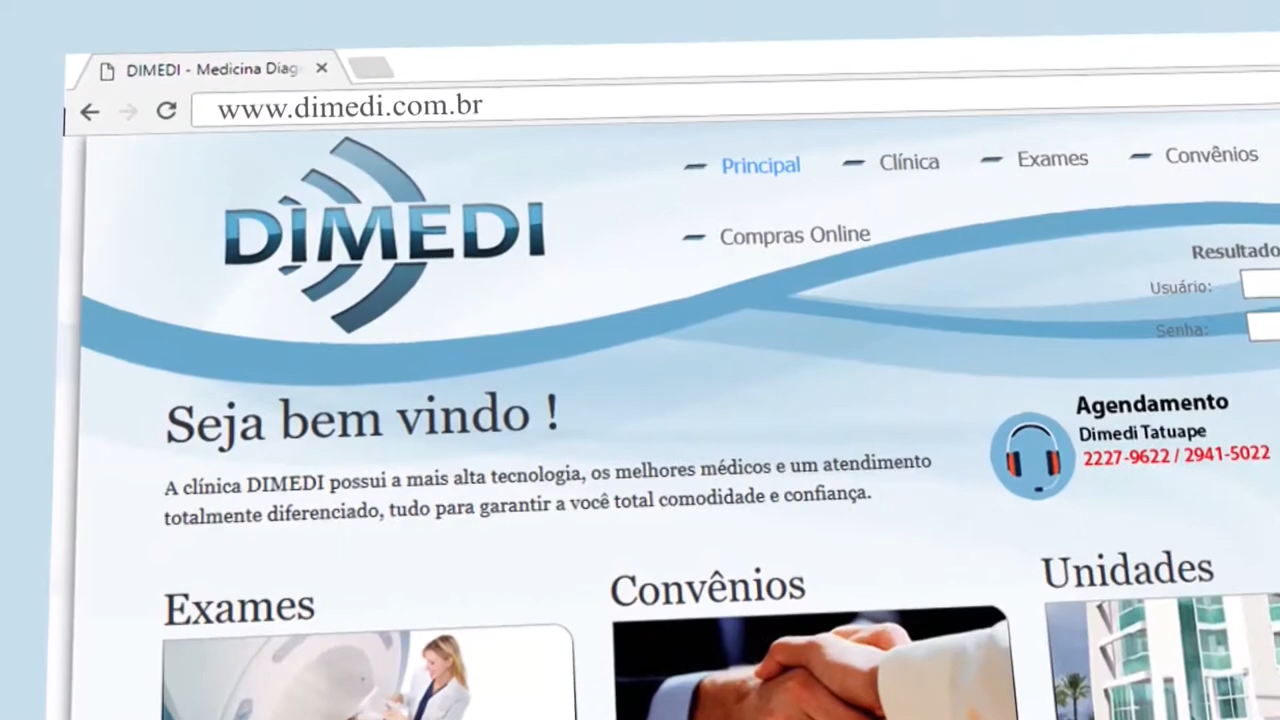 DIMEDI - Medicina Diag
www.dimedi.com.br
DIMEDI
Principal
Clínica
Exames
Convênios
Compras Online
Resultado
Usuário:
Senha:
Seja bem vindo !
A clínica DIMEDI possui a mais alta tecnologia, os melhores médicos e um atendimento
totalmente diferenciado, tudo para garantir a você total comodidade e confiança.
Agendamento
Dimedi Tatuape
2227-9622 / 2941-5022
Exames
Convênios
Unidades